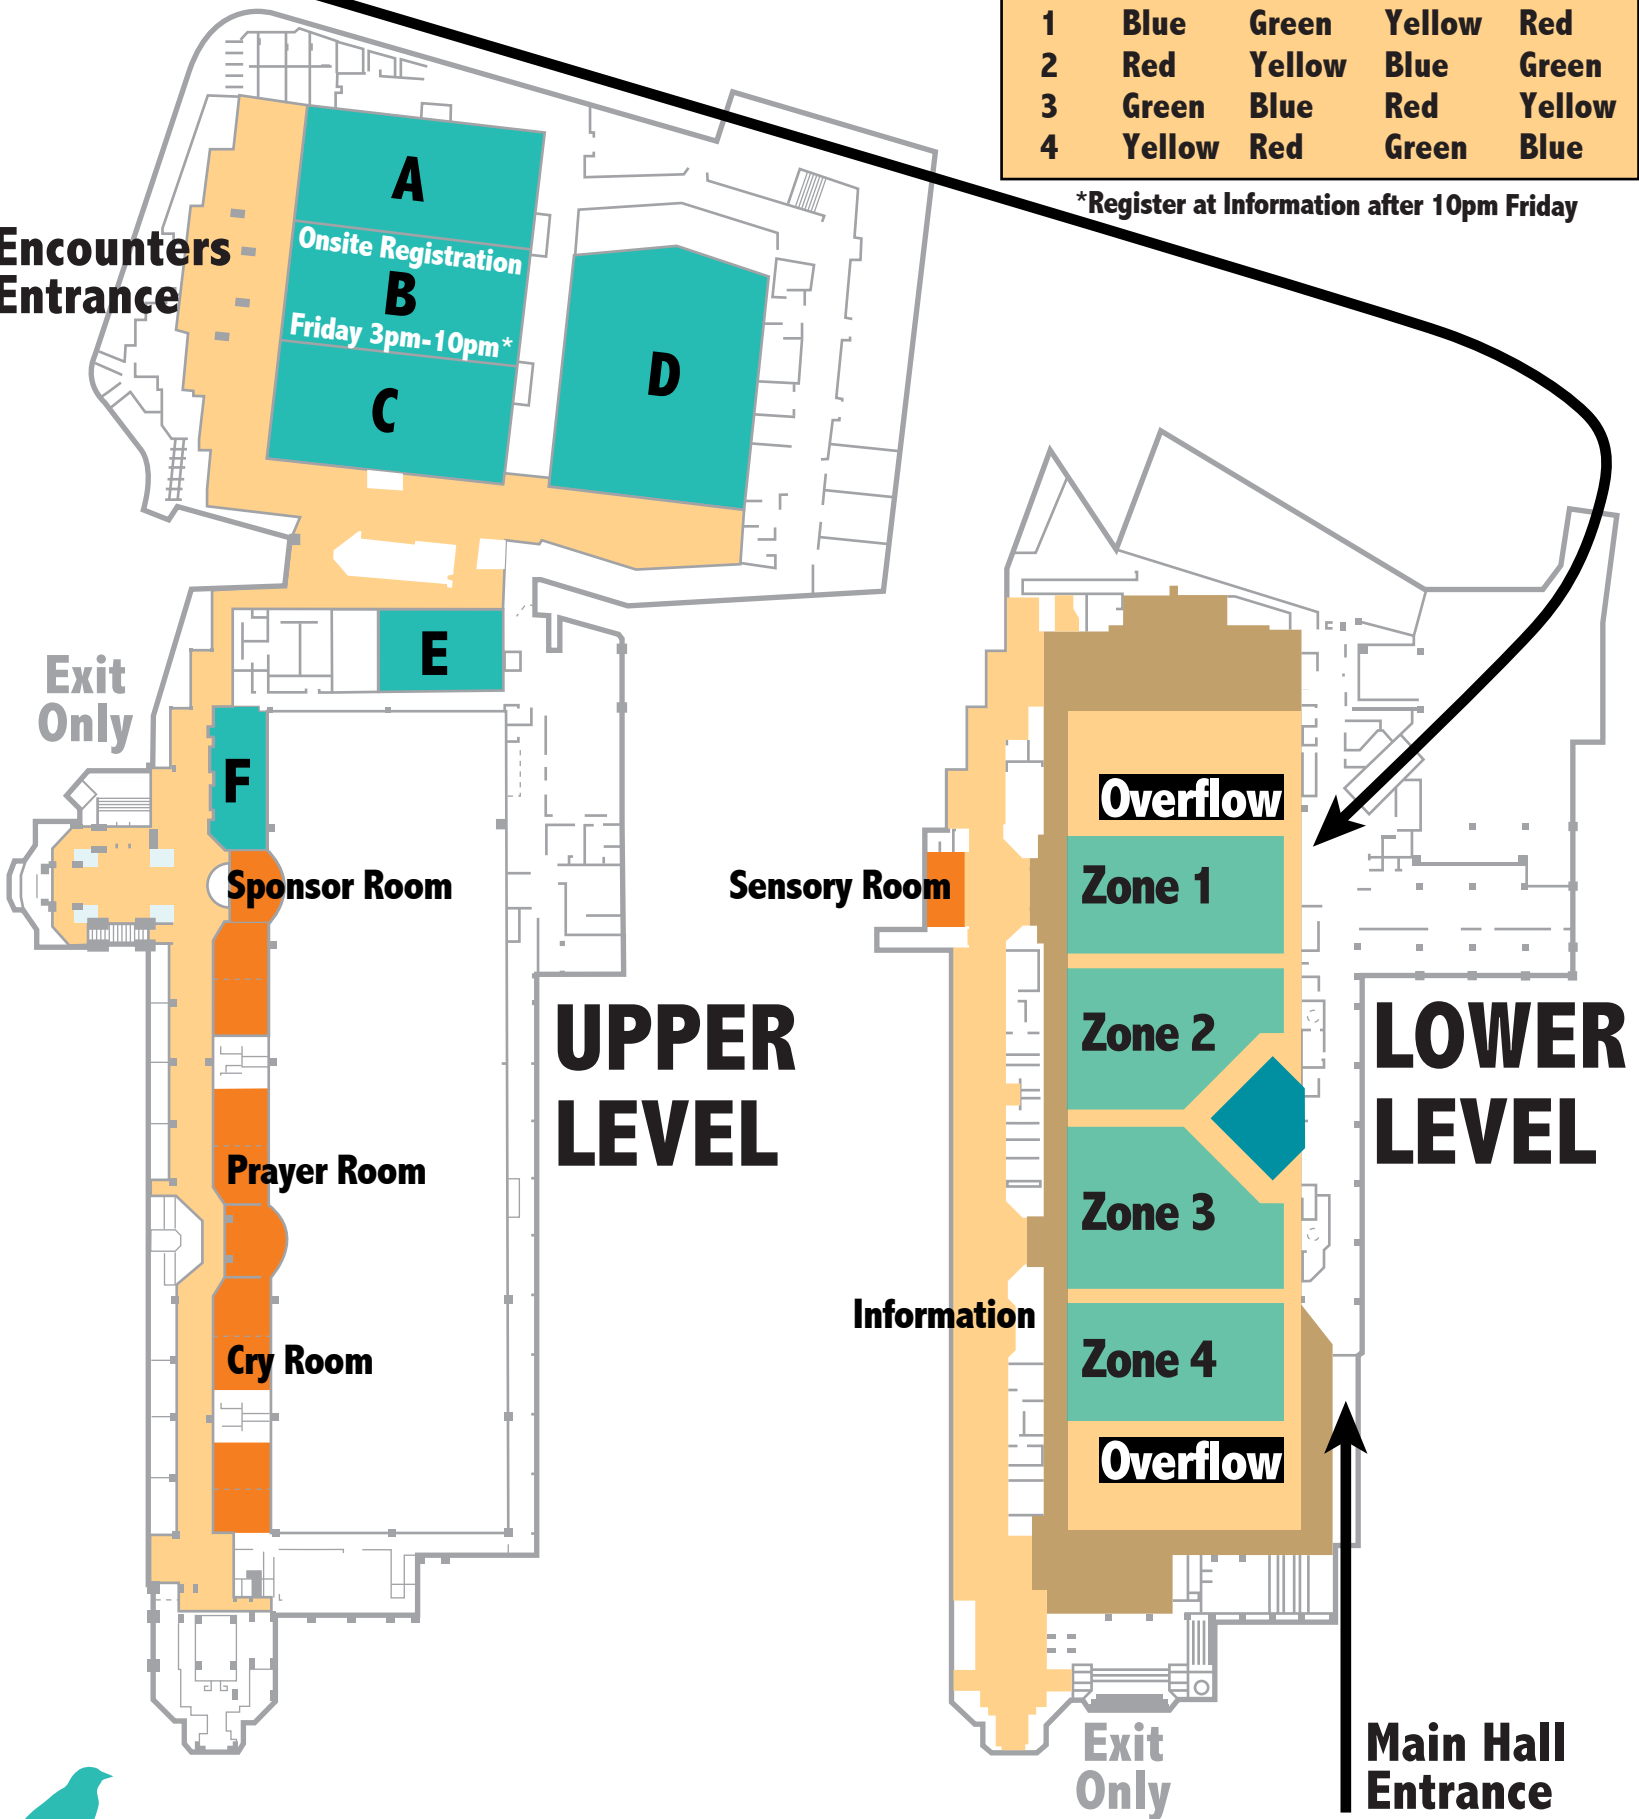 1 Blue Green Yellow Red
2 Red Yellow Blue Green
3 Green Blue Red Yellow
4 Yellow Red Green Blue
*Register at Information after 10pm Friday
A
Encounters
Entrance
Onsite Registration
B
Friday 3pm-10pm*
C
D
E
Exit
Only
F
Sponsor Room
Prayer Room
Cry Room
UPPER
LEVEL
Overflow
Zone 1
Sensory Room
Zone 2
Zone 3
Information
Zone 4
Overflow
LOWER
LEVEL
Exit
Only
Main Hall
Entrance